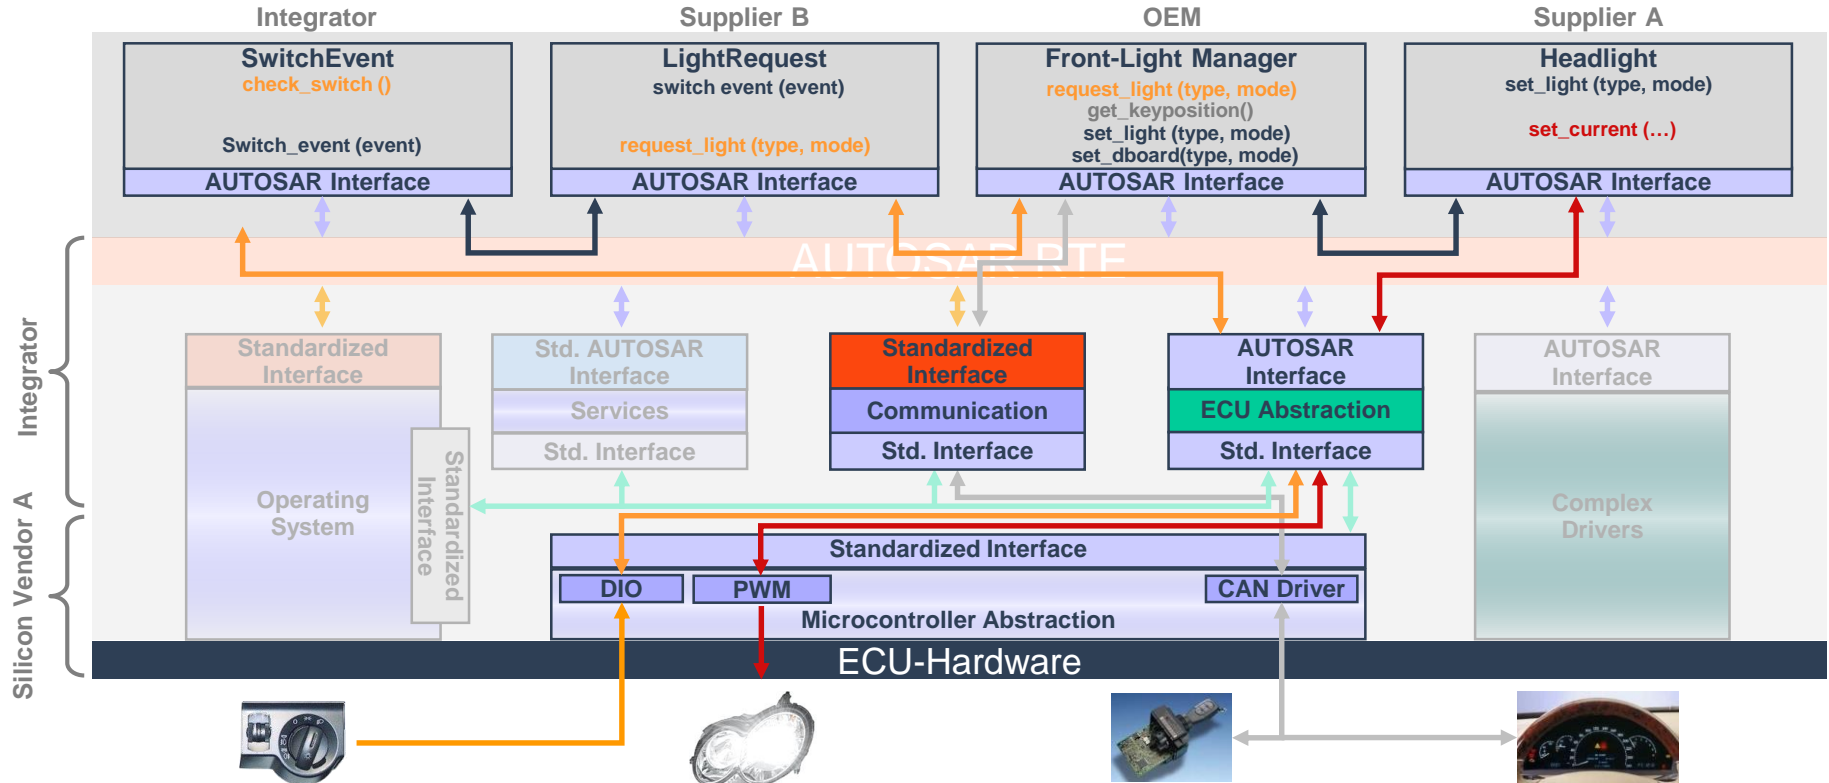 Integrator
Supplier B
OEM
Supplier A
SwitchEvent
check_switch ()
Switch_event (event)
AUTOSAR Interface
LightRequest
switch event (event)
request_light (type, mode)
AUTOSAR Interface
Front-Light Manager
request_light (type, mode)
get_keyposition()
set_light (type, mode)
set_dboard(type, mode)
AUTOSAR Interface
Headlight
set_light (type, mode)
set_current (…)
AUTOSAR Interface
AUTOSAR RTE
Integrator
Silicon Vendor A
Standardized
Interface
Operating
System
Standardized
Interface
Std. AUTOSAR
Interface
Services
Std. Interface
Standardized
Interface
Communication
Std. Interface
AUTOSAR
Interface
ECU Abstraction
Std. Interface
AUTOSAR
Interface
Complex
Drivers
Standardized Interface
DIO
PWM
CAN Driver
Microcontroller Abstraction
ECU-Hardware